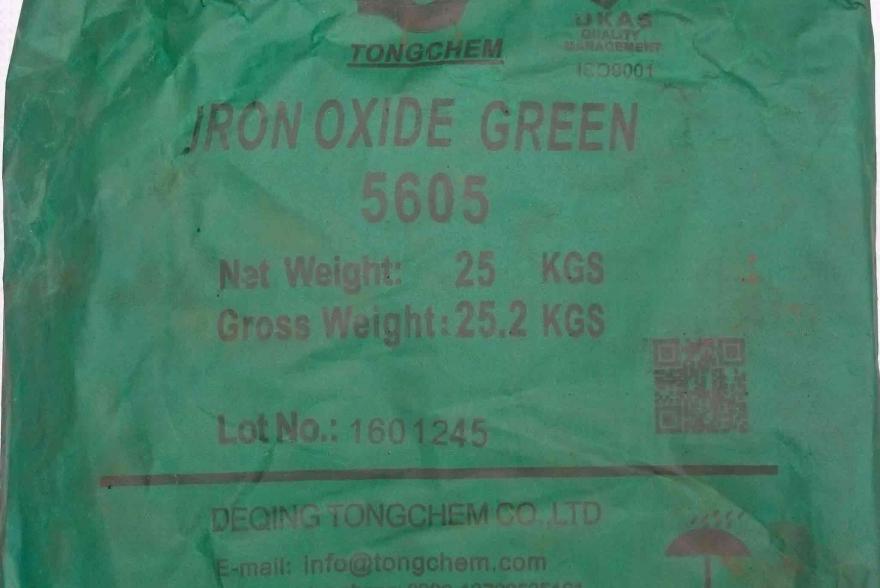 TONGCHEM
UKAS
QUALITY
MANAGEMENT
ISO9001
IRON OXIDE GREEN
5605
Net Weight: 25 KGS
Gross Weight: 25.2 KGS
Lot No.: 1601245
DEQING TONGCHEM CO.,LTD
E-mail: info@tongchem.com